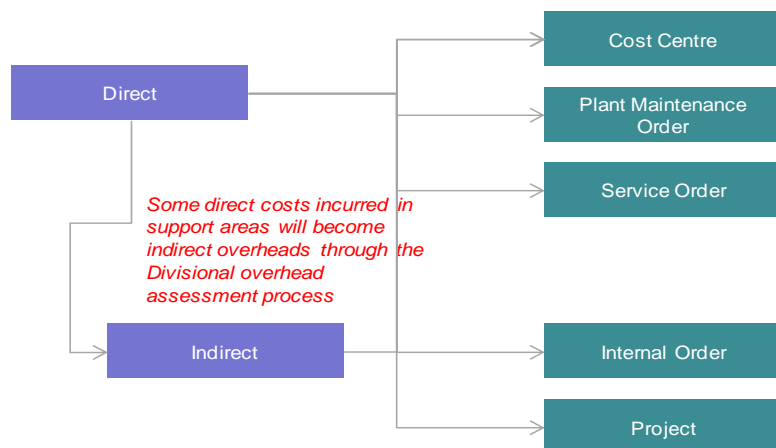 Cost Centre
Direct
Plant Maintenance
Order
Service Order
Some direct costs incurred in
support areas will become
indirect overheads through the
Divisional overhead
assessment process
Indirect
Internal Order
Project